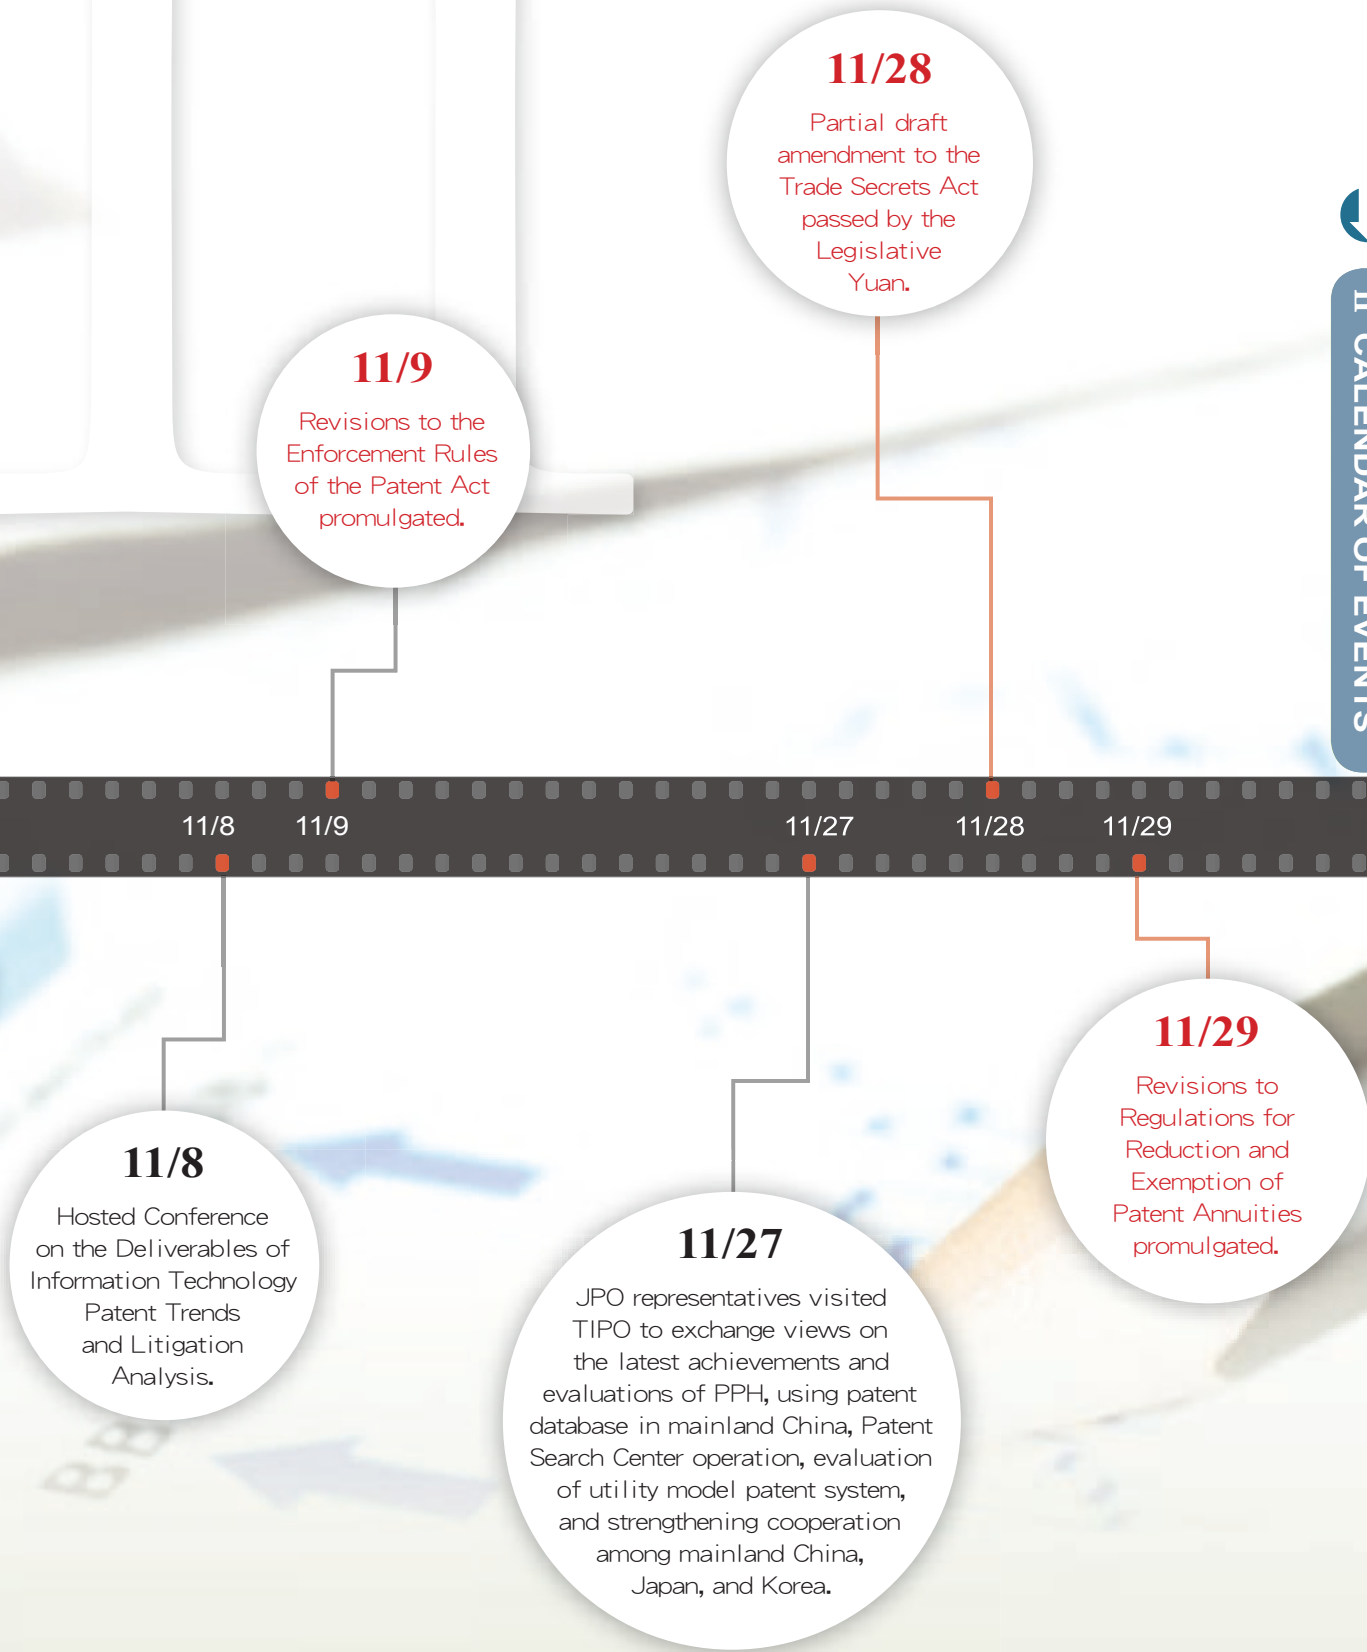 11/28
Partial draft
amendment to the
Trade Secrets Act
passed by the
Legislative
Yuan.
11/9
Revisions to the
Enforcement Rules
of the Patent Act
promulgated.
CALENDAR OF EVENTS
11/8
11/9
11/27
11/28
11/29
11/8
Hosted Conference
on the Deliverables of
Information Technology
Patent Trends
and Litigation
Analysis.
11/27
JPO representatives visited
TIPO to exchange views on
the latest achievements and
evaluations of PPH, using patent
database in mainland China, Patent
Search Center operation, evaluation
of utility model patent system,
and strengthening cooperation
among mainland China,
Japan, and Korea.
11/29
Revisions to
Regulations for
Reduction and
Exemption of
Patent Annuities
promulgated.